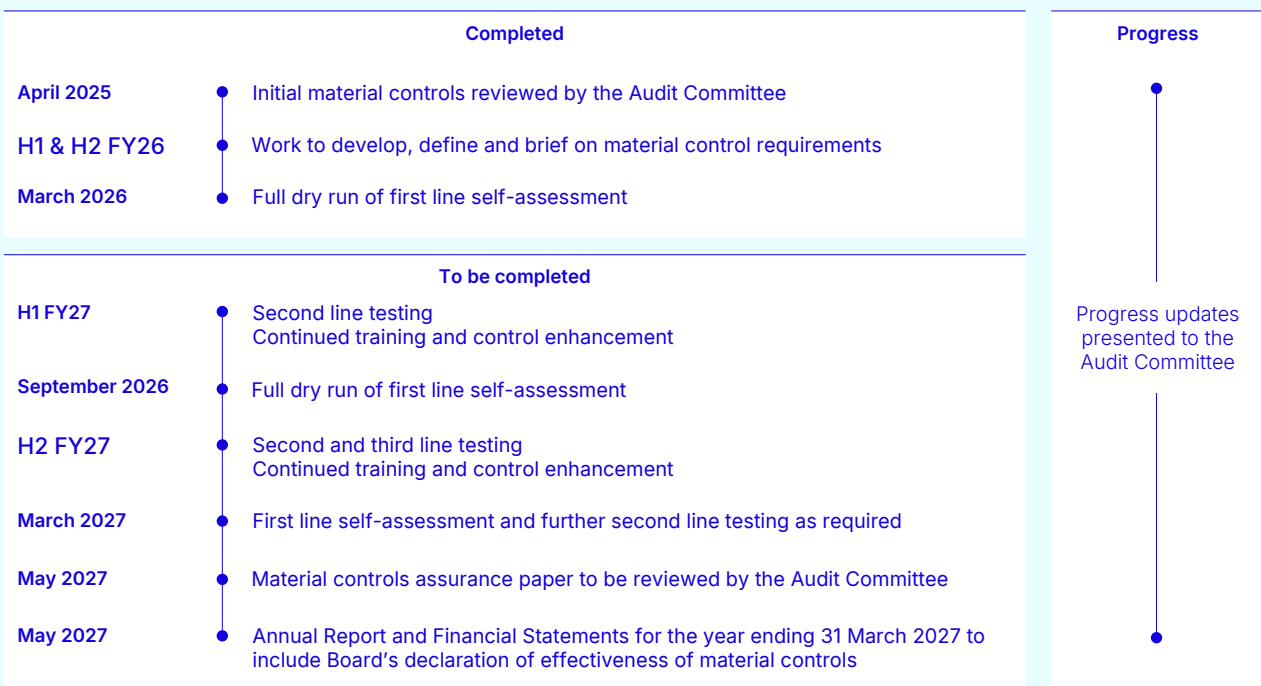 Completed
April 2025
Initial material controls reviewed by the Audit Committee
H1 & H2 FY26
Work to develop, define and brief on material control requirements
March 2026
Full dry run of first line self-assessment
To be completed
H1 FY27
Second line testing
Continued training and control enhancement
September 2026
Full dry run of first line self-assessment
H2 FY27
Second and third line testing
Continued training and control enhancement
March 2027
First line self-assessment and further second line testing as required
May 2027
Material controls assurance paper to be reviewed by the Audit Committee
May 2027
Annual Report and Financial Statements for the year ending 31 March 2027 to
include Board’s declaration of effectiveness of material controls
Progress
Progress updates
presented to the
Audit Committee